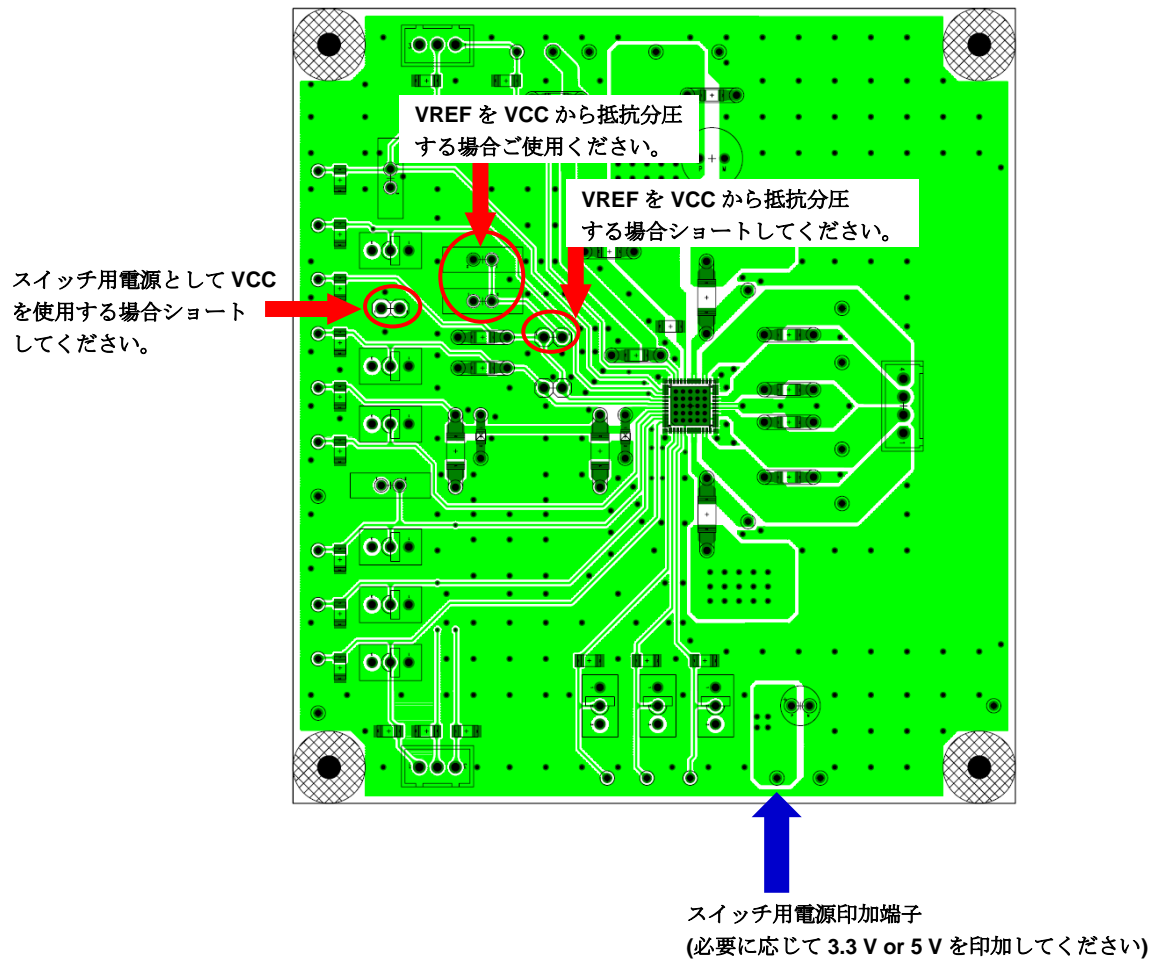 VREF を VCC から抵抗分圧
する場合ご使用ください。
VREF を VCC から抵抗分圧
する場合ショートしてください。
スイッチ用電源として VCC
を使用する場合ショート
してください。
スイッチ用電源印加端子
(必要に応じて 3.3 V or 5 V を印加してください)